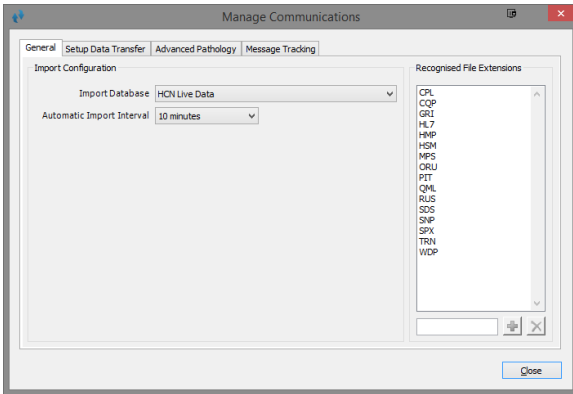 Manage Communications
General Setup Data Transfer Advanced Pathology Message Tracking
Import Configuration
Import Database HCN Live Data
Automatic Import Interval 10 minutes
Recognised File Extensions
CPL
CQP
GRI
HL7
HMP
HSM
MPS
ORU
PIT
QML
RUS
SDS
SNP
SPX
TRN
WDP
Close